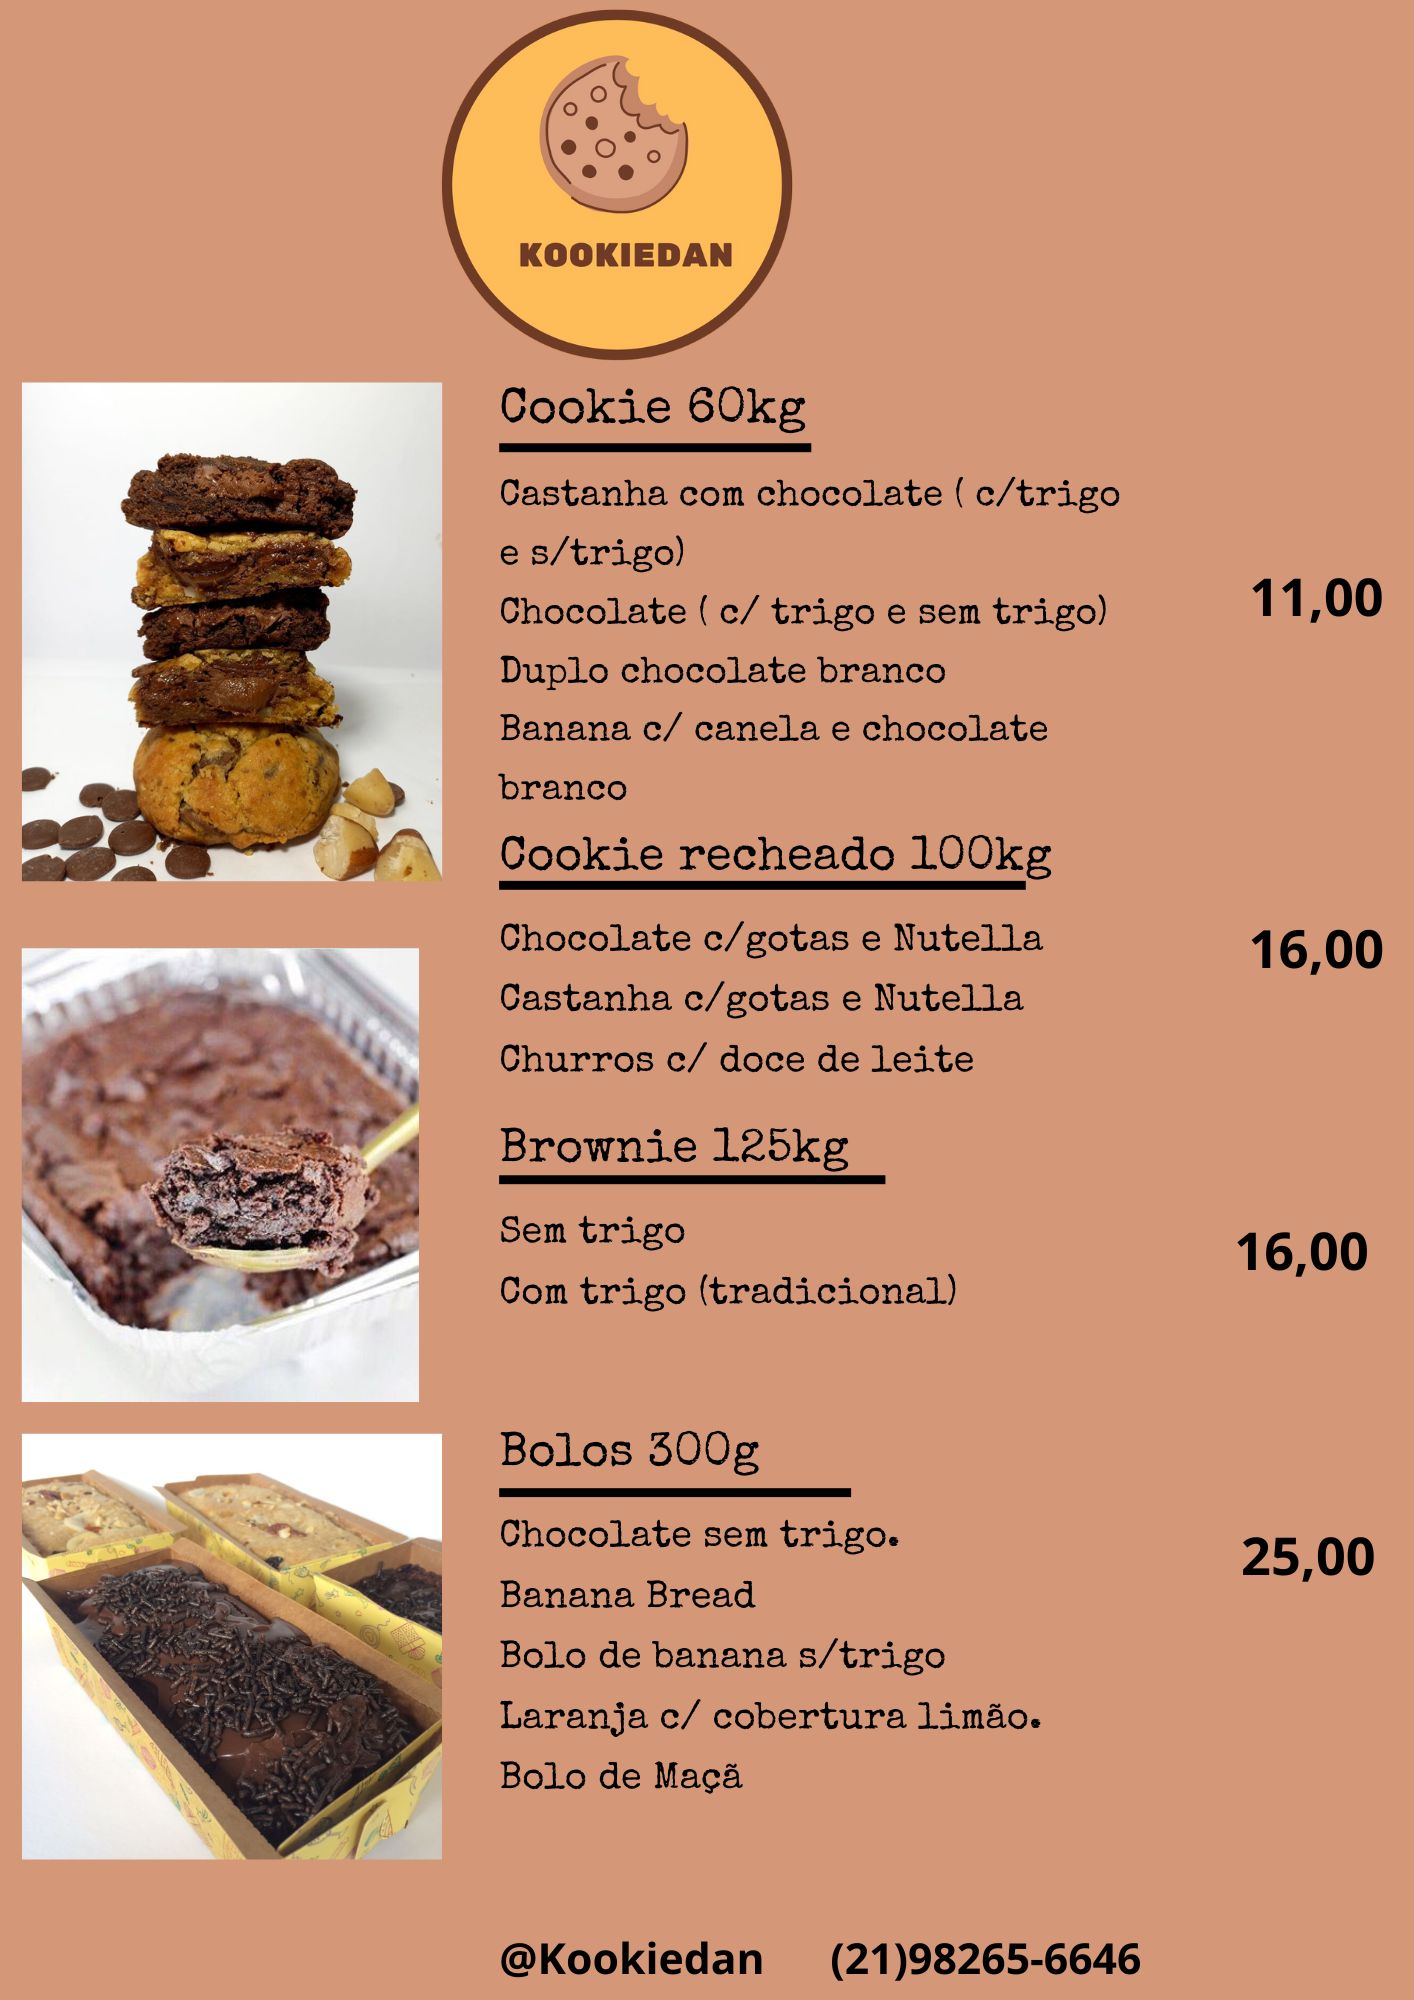 KOOKIEDAN
Cookie 60kg
Castanha com chocolate ( c/trigo
e s/trigo)
Chocolate ( c/ trigo e sem trigo)
11,00
Duplo chocolate branco
Banana c/ canela e chocolate
branco
Cookie recheado 100kg
Chocolate c/gotas e Nutella
16,00
Castanha c/gotas e Nutella
Churros c/ doce de leite
Brownie 125kg
Sem trigo
16,00
Com trigo (tradicional)
Bolos 300g
Chocolate sem trigo.
25,00
Banana Bread
Bolo de banana s/trigo
Laranja c/ cobertura limão.
Bolo de Maçã
@Kookiedan (21)98265-6646